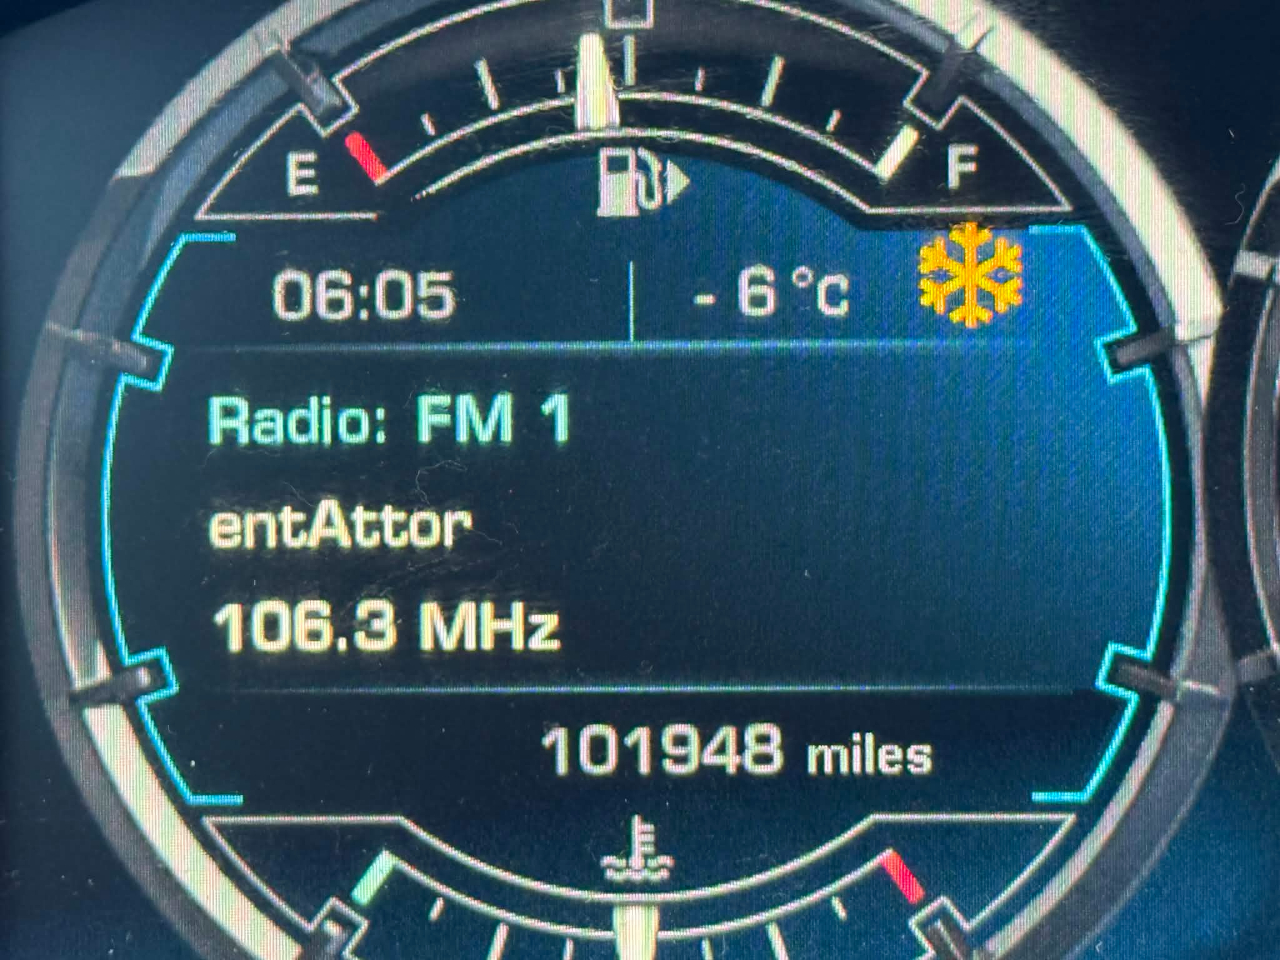 E F
06:05 - 6 °C
Radio: FM 1
entAttor
106.3 MHz
101948 miles